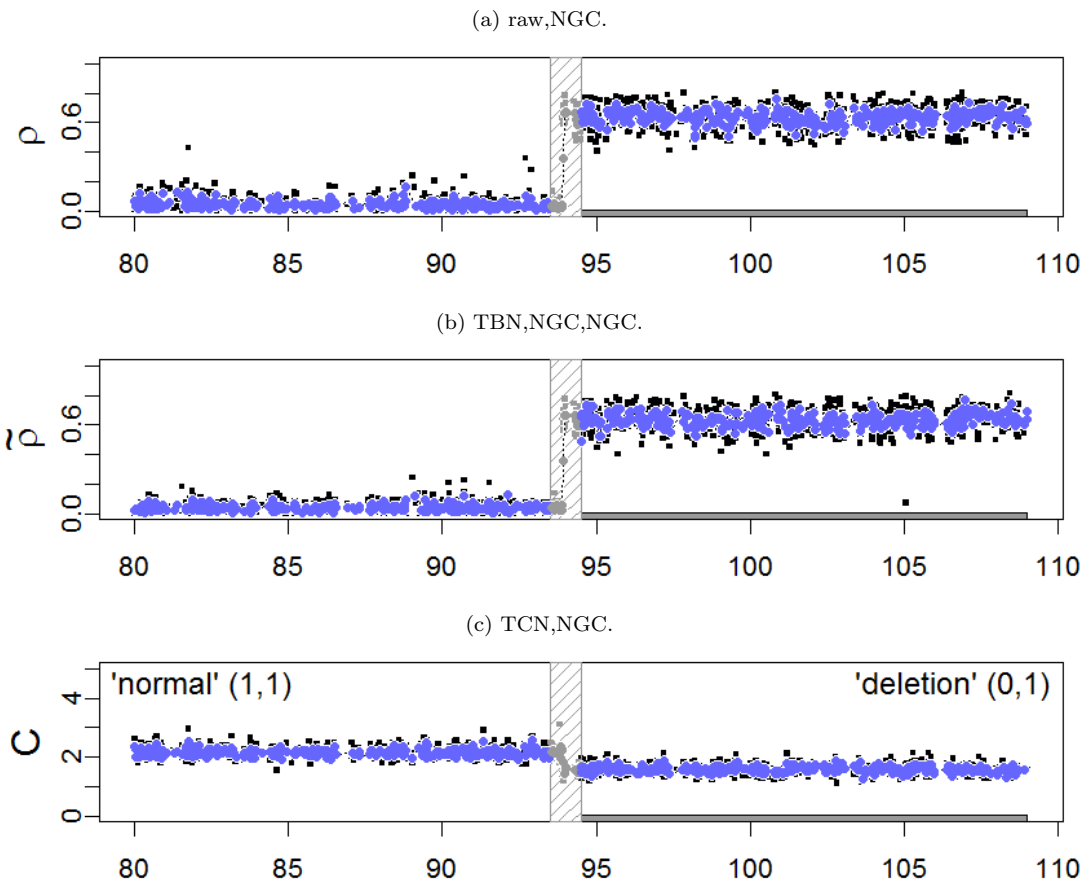 (a) raw,NGC.
ρ
0.0 0.6
80 85 90 95 100 105 110
(b) TBN,NGC,NGC.
ρ̃
0.0 0.6
80 85 90 95 100 105 110
(c) TCN,NGC.
'normal' (1,1) 'deletion' (0,1)
C
0 2 4
80 85 90 95 100 105 110